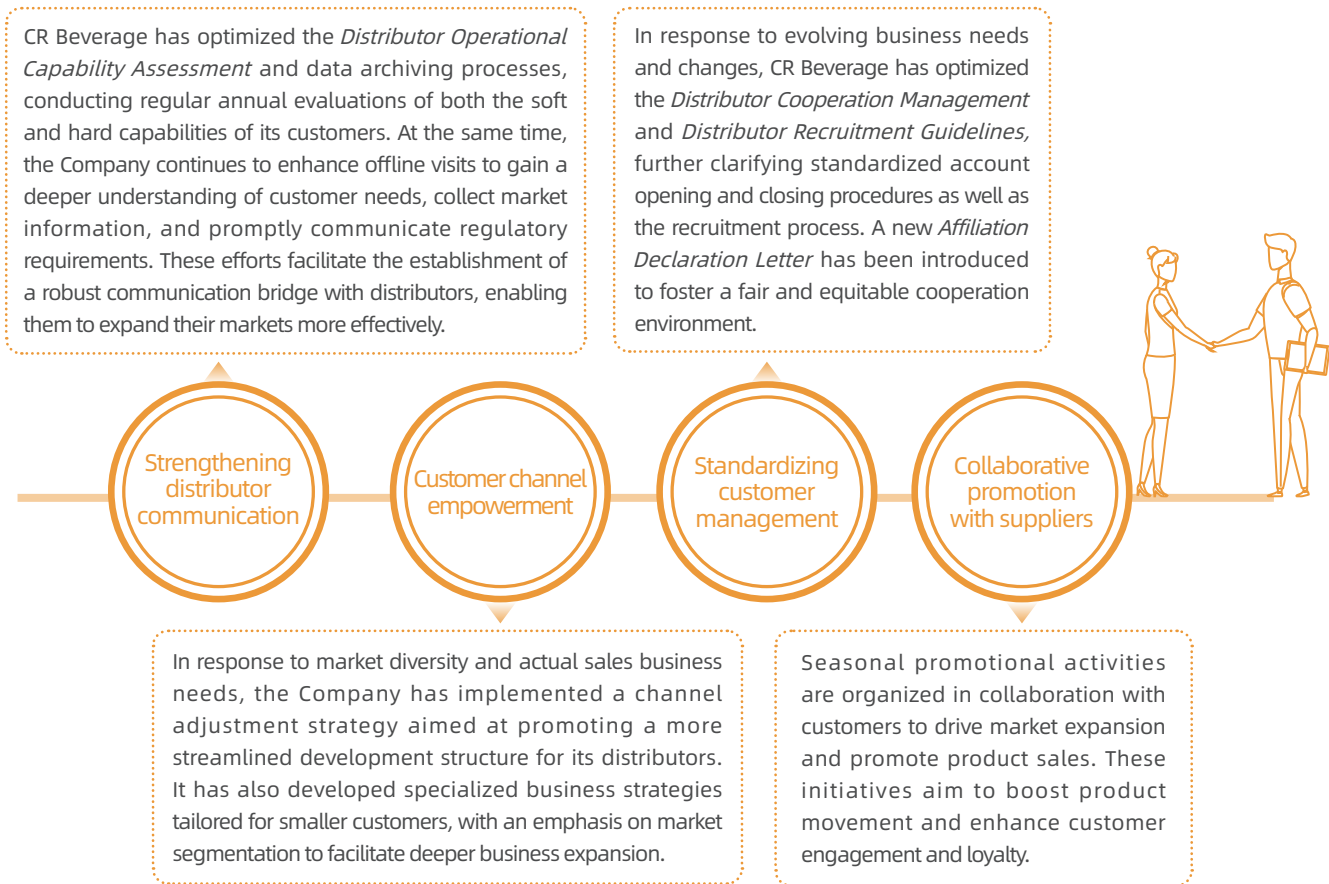 CR Beverage has optimized the Distributor Operational
Capability Assessment and data archiving processes,
conducting regular annual evaluations of both the soft
and hard capabilities of its customers. At the same time,
the Company continues to enhance offline visits to gain a
deeper understanding of customer needs, collect market
information, and promptly communicate regulatory
requirements. These efforts facilitate the establishment of
a robust communication bridge with distributors, enabling
them to expand their markets more effectively.
In response to evolving business needs
and changes, CR Beverage has optimized
the Distributor Cooperation Management
and Distributor Recruitment Guidelines,
further clarifying standardized account
opening and closing procedures as well as
the recruitment process. A new Affiliation
Declaration Letter has been introduced
to foster a fair and equitable cooperation
environment.
Strengthening
distributor
communication
Customer channel
empowerment
Standardizing
customer
management
Collaborative
promotion
with suppliers
In response to market diversity and actual sales business
needs, the Company has implemented a channel
adjustment strategy aimed at promoting a more
streamlined development structure for its distributors.
It has also developed specialized business strategies
tailored for smaller customers, with an emphasis on market
segmentation to facilitate deeper business expansion.
Seasonal promotional activities
are organized in collaboration with
customers to drive market expansion
and promote product sales. These
initiatives aim to boost product
movement and enhance customer
engagement and loyalty.